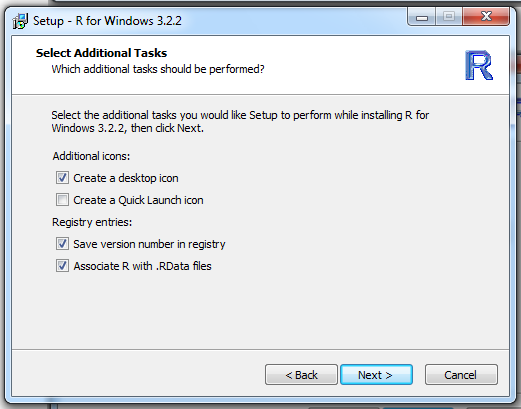 Setup - R for Windows 3.2.2
Select Additional Tasks
Which additional tasks should be performed?
R
Select the additional tasks you would like Setup to perform while installing R for
Windows 3.2.2, then click Next.
Additional icons:
Create a desktop icon
Create a Quick Launch icon
Registry entries:
Save version number in registry
Associate R with .RData files
< Back
Next >
Cancel